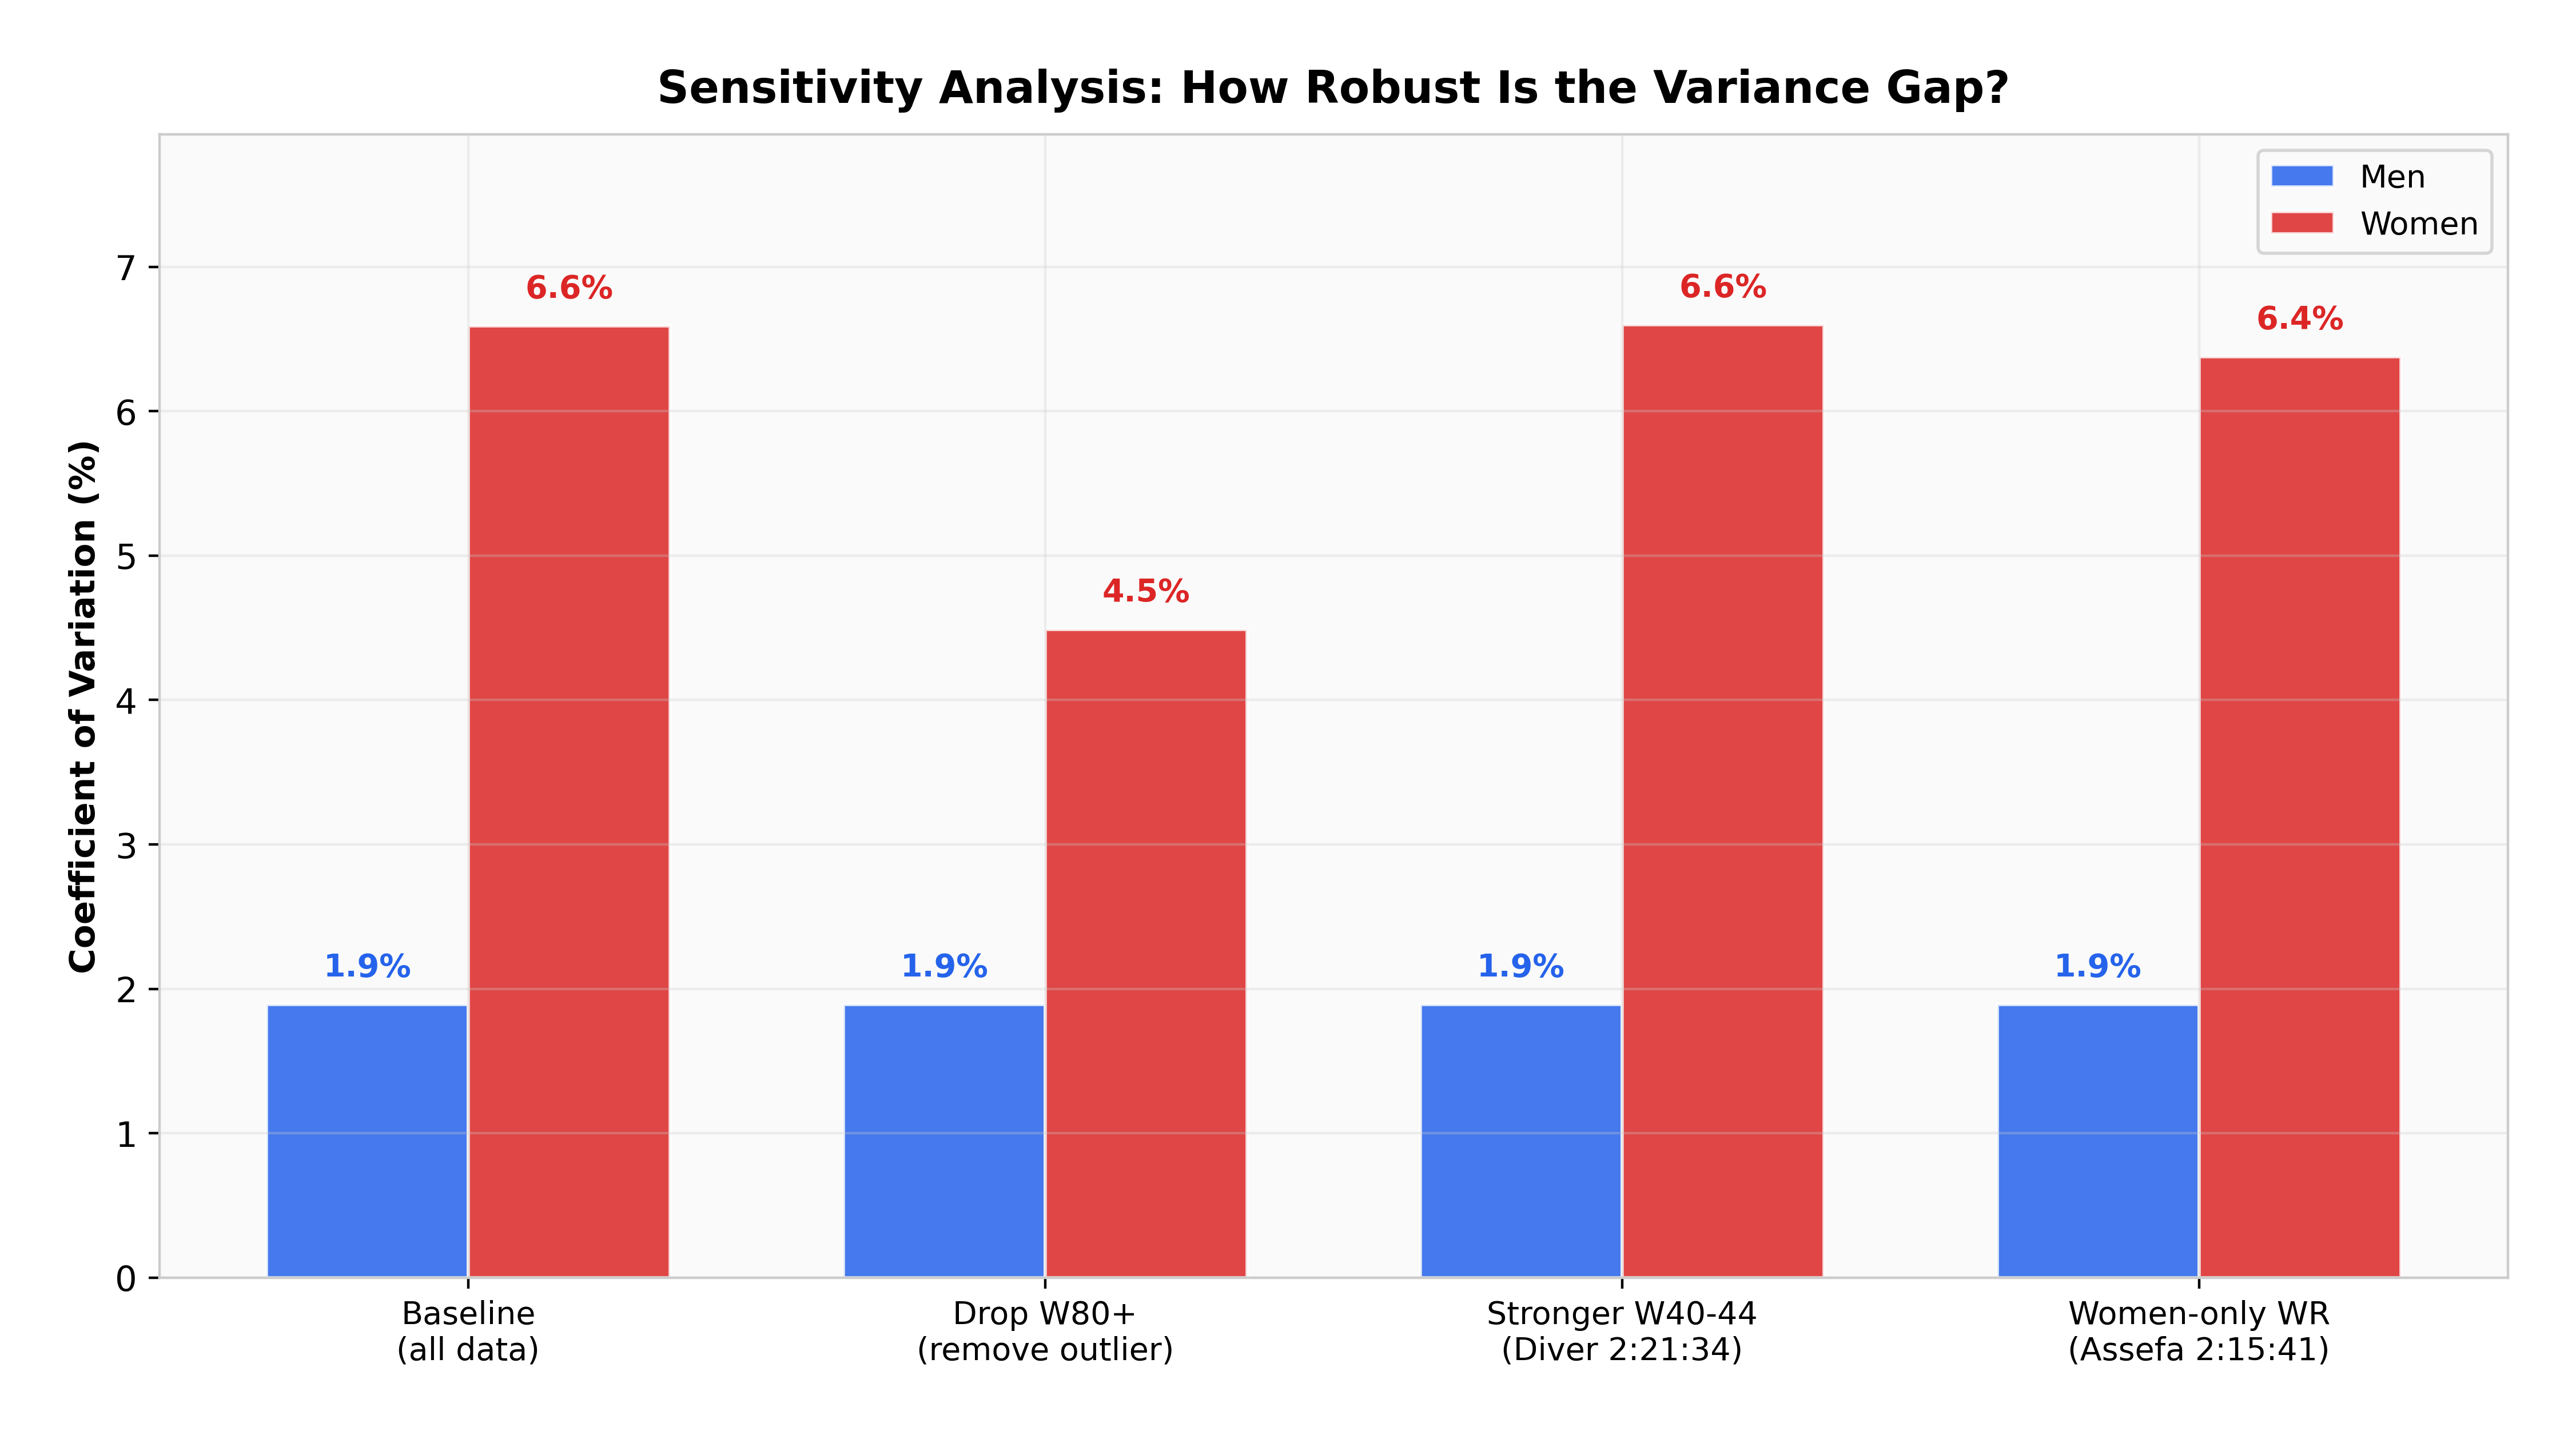 Sensitivity Analysis: How Robust Is the Variance Gap?
Men
Women
Coefficient of Variation (%)
7
6
5
4
3
2
1
0
1.9%
6.6%
1.9%
4.5%
1.9%
6.6%
1.9%
6.4%
Baseline
(all data)
Drop W80+
(remove outlier)
Stronger W40-44
(Diver 2:21:34)
Women-only WR
(Assefa 2:15:41)